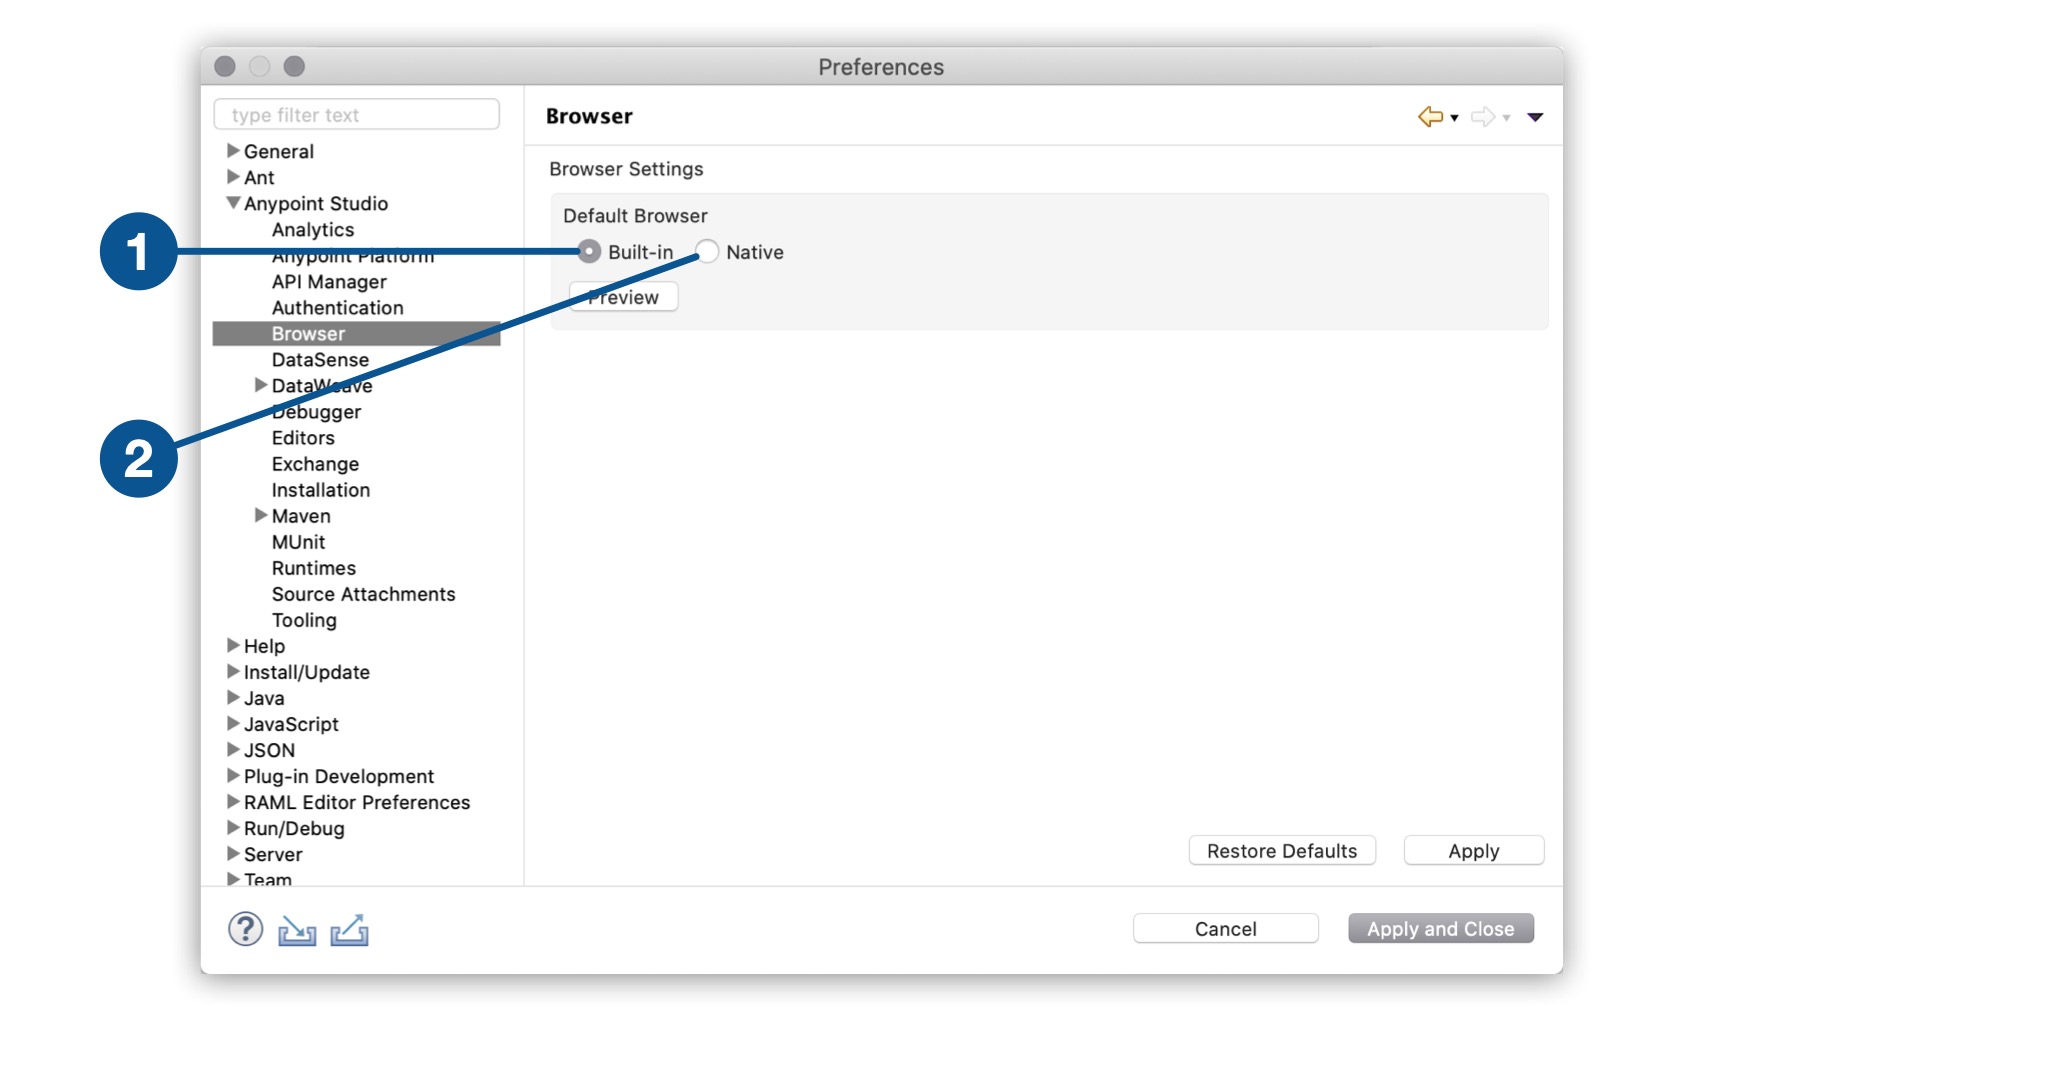 Preferences
type filter text
General
Ant
Anypoint Studio
Analytics
Anypoint Platform
API Manager
Authentication
Browser
DataSense
DataWeave
Debugger
Editors
Exchange
Installation
Maven
MUnit
Runtimes
Source Attachments
Tooling
Help
Install/Update
Java
JavaScript
JSON
Plug-in Development
RAML Editor Preferences
Run/Debug
Server
Team
Browser
Browser Settings
Default Browser
Built-in Native
Preview
Restore Defaults Apply
? Cancel Apply and Close
1
2